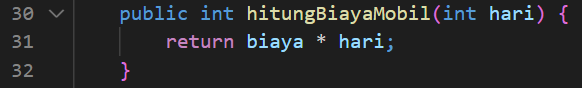 30 public int hitungBiayaMobil(int hari) {
31 return biaya * hari;
32 }